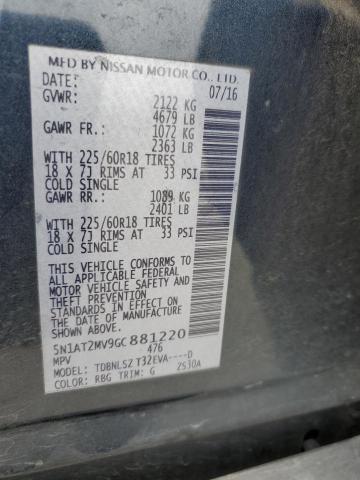 MFD BY NISSAN MOTOR CO., LTD.
DATE: 07/16
GVWR: 2122 KG
4679 LB
GAWR FR.: 1072 KG
2363 LB
WITH 225/60R18 TIRES
18 X 7J RIMS AT 33 PSI
COLD SINGLE
GAWR RR.: 1089 KG
2401 LB
WITH 225/60R18 TIRES
18 X 7J RIMS AT 33 PSI
COLD SINGLE
THIS VEHICLE CONFORMS TO
ALL APPLICABLE FEDERAL
MOTOR VEHICLE SAFETY
STANDARDS IN EFFECT ON
THE DATE OF MANUFACTURE
SHOWN ABOVE.
5N1AT2MV9GC881220
MPV 476
MODEL: TDBNLSZ T32EVA----D
COLOR: RBG TRIM: G ZS30A